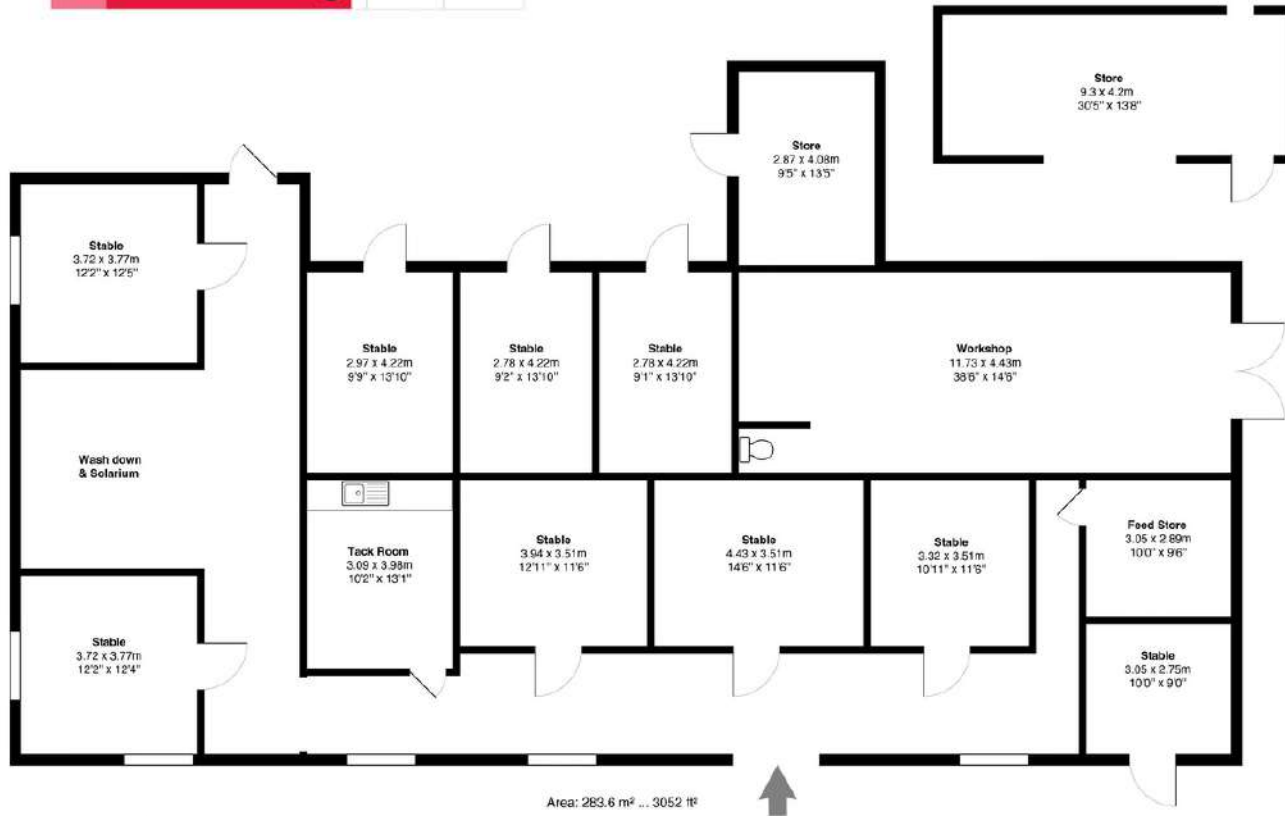 Store
9.3 x 4.2m
30'5" x 13'8"
Store
2.87 x 4.08m
9'5" x 13'5"
Stable
3.72 x 3.77m
12'2" x 12'5"
Stable
2.97 x 4.22m
9'9" x 13'10"
Stable
2.78 x 4.22m
9'2" x 13'10"
Stable
2.78 x 4.22m
9'1" x 13'10"
Workshop
11.73 x 4.43m
38'6" x 14'6"
Wash down
& Solarium
Tack Room
3.09 x 3.98m
10'2" x 13'1"
Stable
3.94 x 3.51m
12'11" x 11'6"
Stable
4.43 x 3.51m
14'6" x 11'6"
Stable
3.32 x 3.51m
10'11" x 11'6"
Feed Store
3.05 x 2.89m
10'0" x 9'6"
Stable
3.72 x 3.77m
12'2" x 12'4"
Stable
3.05 x 2.75m
10'0" x 9'0"
Area: 283.6 m² ... 3052 ft²